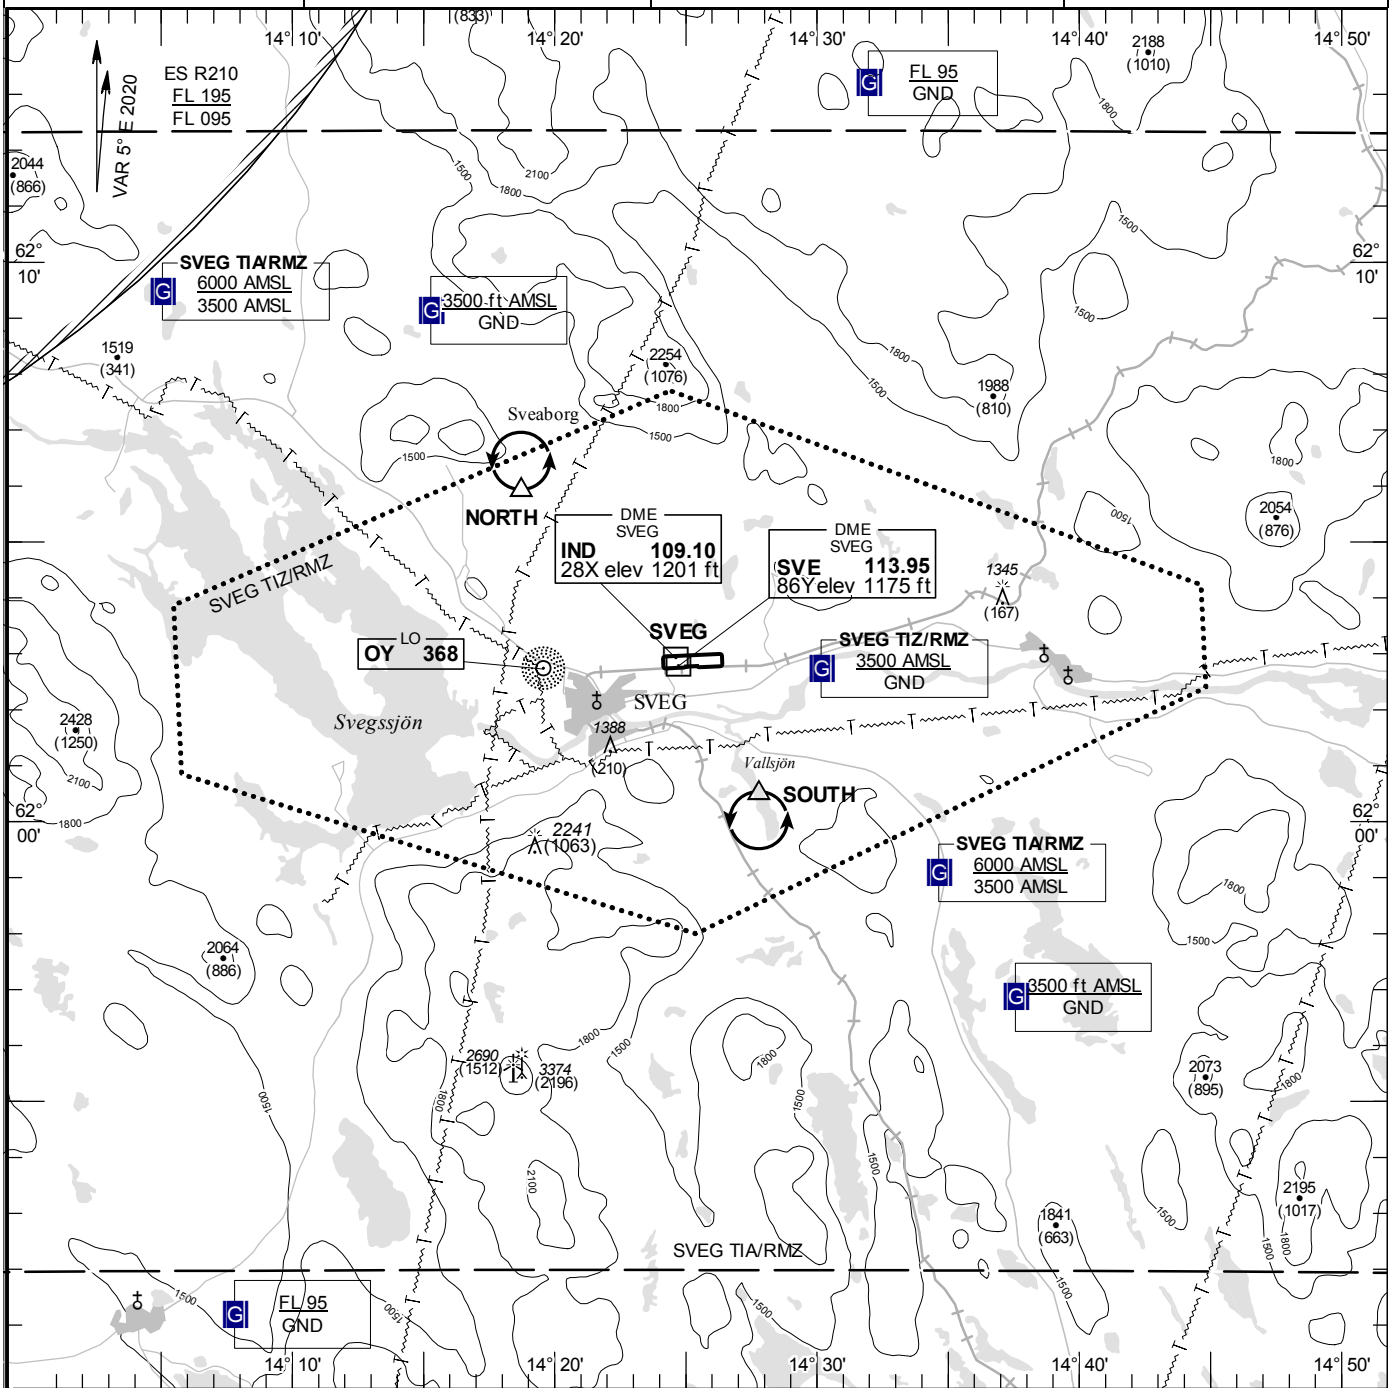 (833)
14° 10'
14° 20'
14° 30'
14° 40'
14° 50'
2188
(1010)
ES R210
FL 195
FL 095
VAR 5° E 2020
G
FL 95
GND
1800
2044
(866)
1500
2100
1800
1500
1500
62°
10'
62°
10'
SVEG TIA/RMZ
G
6000 AMSL
3500 AMSL
G
3500 ft AMSL
GND
1500
1519
(341)
2254
(1076)
1800
1500
1988
(810)
1800
1500
Sveaborg
1500
1800
NORTH
2054
(876)
1500
DME
SVEG
IND 109.10
28X elev 1201 ft
DME
SVEG
SVE 113.95
86Y elev 1175 ft
1345
(167)
SVEG TIZ/RMZ
LO
OY 368
SVEG
SVEG TIZ/RMZ
G
3500 AMSL
GND
SVEG
Svegssjön
2428
(1250)
1388
(210)
2100
Vallsjön
SOUTH
1800
62°
00'
62°
00'
2241
(1063)
1500
SVEG TIA/RMZ
G
6000 AMSL
3500 AMSL
1800
1500
2064
(886)
G
3500 ft AMSL
GND
1800
1500
1800
2690
(1512)
3374
(2196)
2073
(895)
1800
1500
1800
1500
1500
2100
2195
(1017)
1841
(663)
1500
1500
1800
SVEG TIA/RMZ
1500
G
FL 95
GND
1500
1500
1500
14° 10'
14° 20'
14° 30'
14° 40'
14° 50'